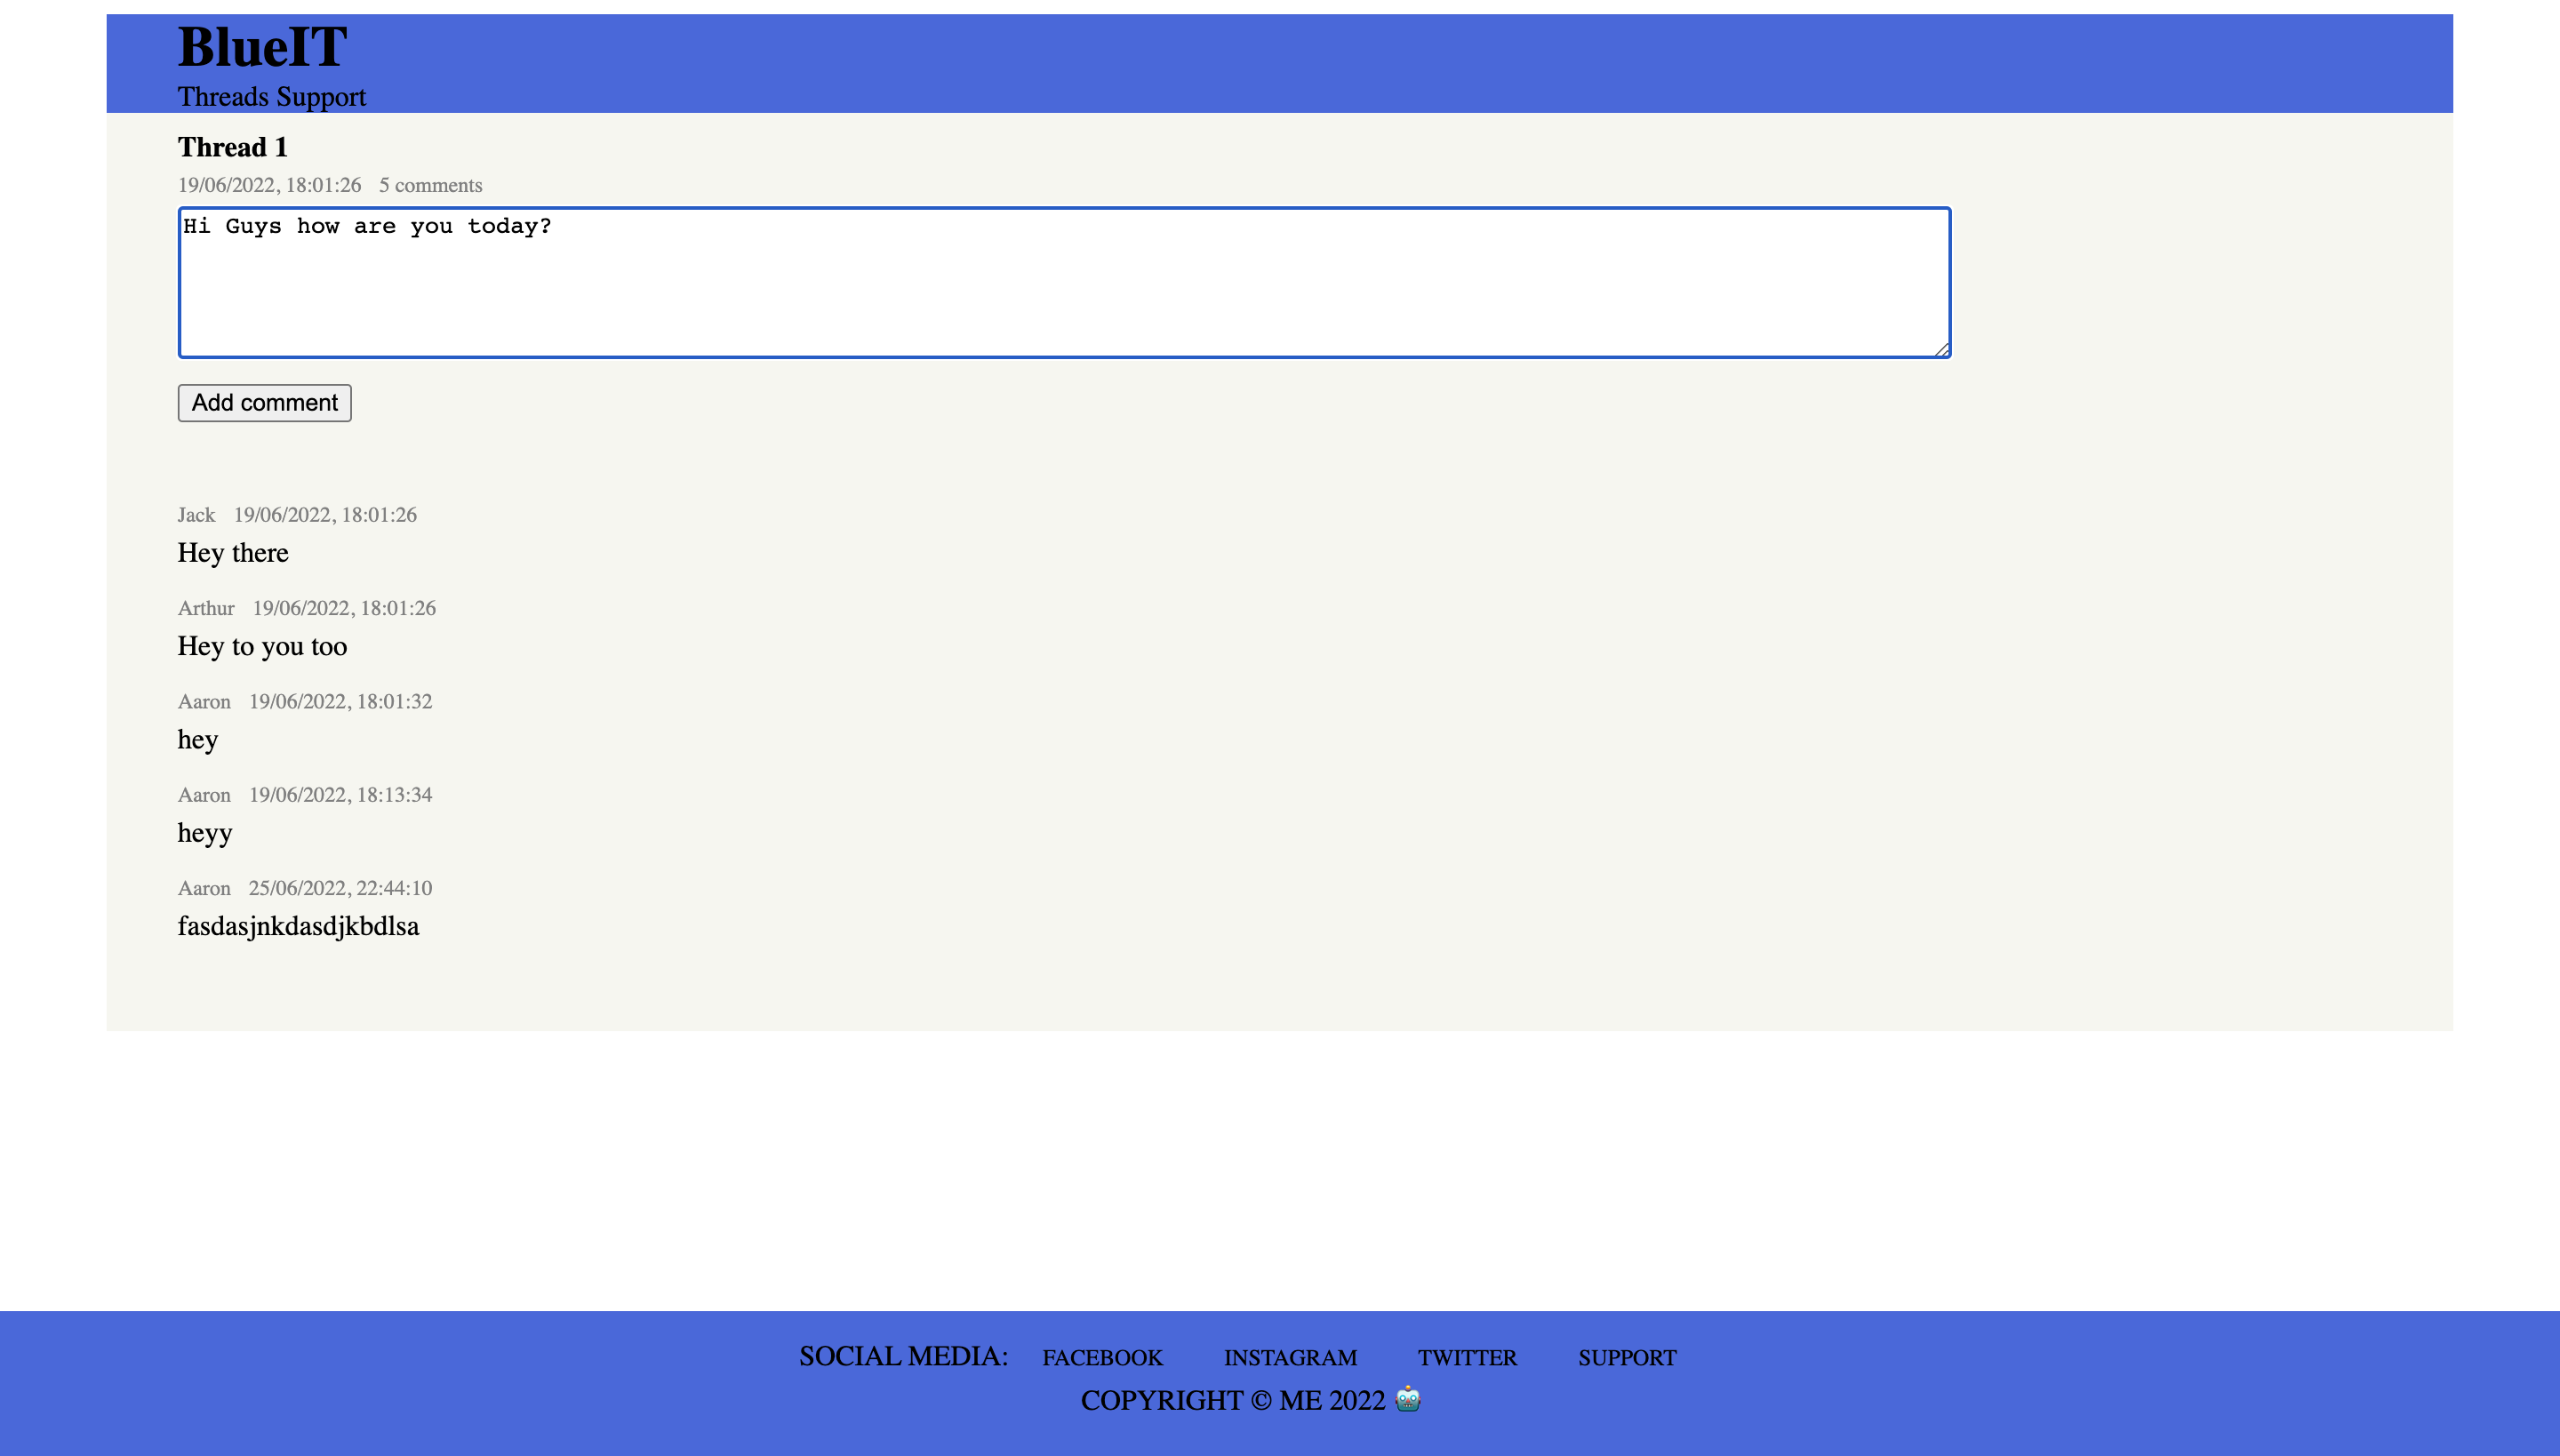 BlueIT
Threads Support
Thread 1
19/06/2022, 18:01:26 5 comments
Hi Guys how are you today?
Add comment
Jack 19/06/2022, 18:01:26
Hey there
Arthur 19/06/2022, 18:01:26
Hey to you too
Aaron 19/06/2022, 18:01:32
hey
Aaron 19/06/2022, 18:13:34
heyy
Aaron 25/06/2022, 22:44:10
fasdasjnkdasdjkbdlsa
SOCIAL MEDIA: FACEBOOK INSTAGRAM TWITTER SUPPORT
COPYRIGHT © ME 2022 🤖